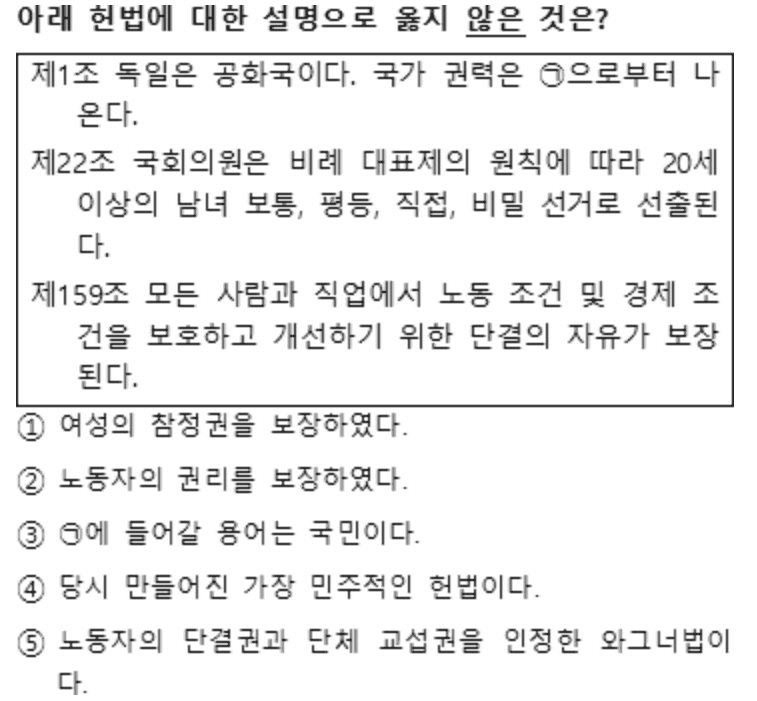 아래 헌법에 대한 설명으로 옳지 않은 것은?
제1조 독일은 공화국이다. 국가 권력은 ㉠으로부터 나
온다.
제22조 국회의원은 비례 대표제의 원칙에 따라 20세
이상의 남녀 보통, 평등, 직접, 비밀 선거로 선출된
다.
제159조 모든 사람과 직업에서 노동 조건 및 경제 조
건을 보호하고 개선하기 위한 단결의 자유가 보장
된다.
① 여성의 참정권을 보장하였다.
② 노동자의 권리를 보장하였다.
③ ㉠에 들어갈 용어는 국민이다.
④ 당시 만들어진 가장 민주적인 헌법이다.
⑤ 노동자의 단결권과 단체 교섭권을 인정한 와그너법이
다.